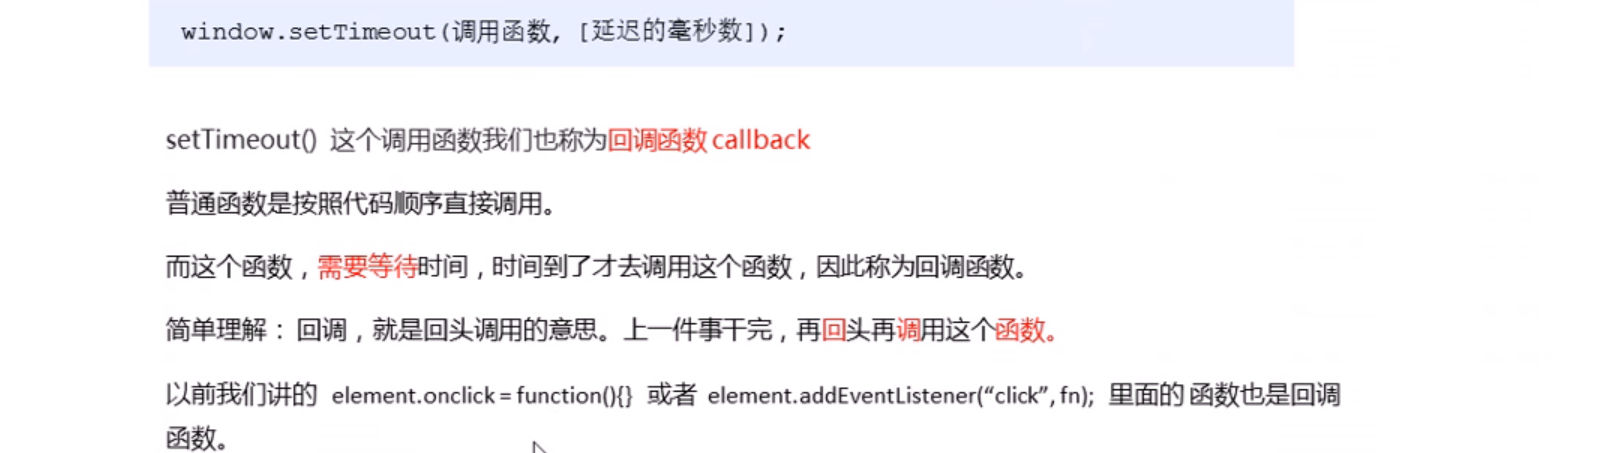 window.setTimeout(调用函数, [延迟的毫秒数]);
setTimeout() 这个调用函数我们也称为回调函数 callback
普通函数是按照代码顺序直接调用。
而这个函数，需要等待时间，时间到了才去调用这个函数，因此称为回调函数。
简单理解： 回调，就是回头调用的意思。上一件事干完，再回头再调用这个函数。
以前我们讲的 element.onclick = function(){} 或者 element.addEventListener(“click”, fn); 里面的 函数也是回调
函数。